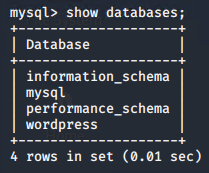 mysql> show databases;
+--------------------+
| Database           |
+--------------------+
| information_schema |
| mysql              |
| performance_schema |
| wordpress          |
+--------------------+
4 rows in set (0.01 sec)